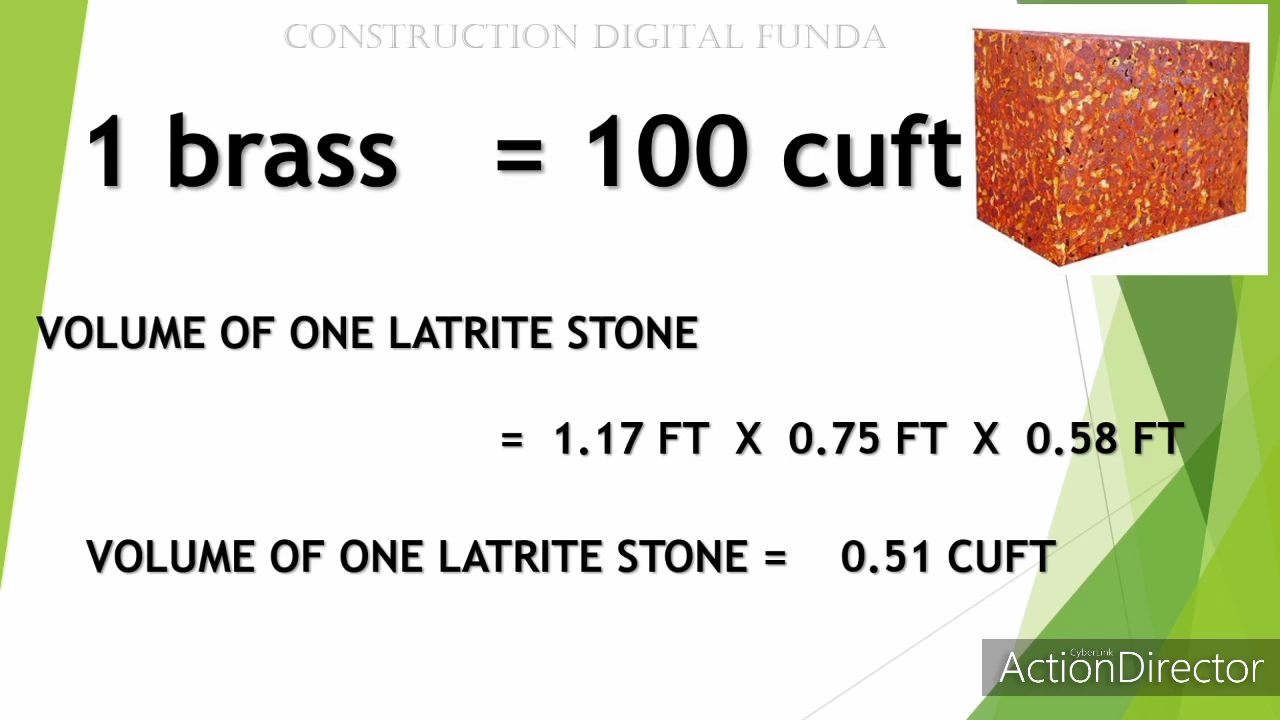 CONSTRUCTION DIGITAL FUNDA
1 brass = 100 cuft
VOLUME OF ONE LATRITE STONE
= 1.17 FT X 0.75 FT X 0.58 FT
VOLUME OF ONE LATRITE STONE = 0.51 CUFT
CyberLink
ActionDirector